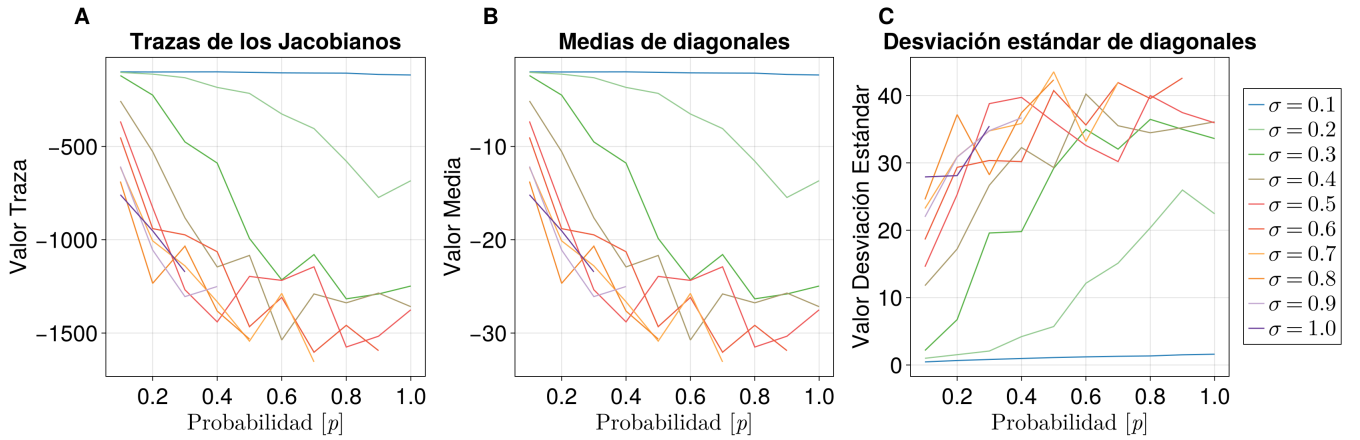 A
Trazas de los Jacobianos
Valor Traza
−500
−1000
−1500
0.2 0.4 0.6 0.8 1.0
Probabilidad [p]
B
Medias de diagonales
Valor Media
−10
−20
−30
0.2 0.4 0.6 0.8 1.0
Probabilidad [p]
C
Desviación estándar de diagonales
Valor Desviación Estándar
40
30
20
10
0
0.2 0.4 0.6 0.8 1.0
Probabilidad [p]
σ = 0.1
σ = 0.2
σ = 0.3
σ = 0.4
σ = 0.5
σ = 0.6
σ = 0.7
σ = 0.8
σ = 0.9
σ = 1.0